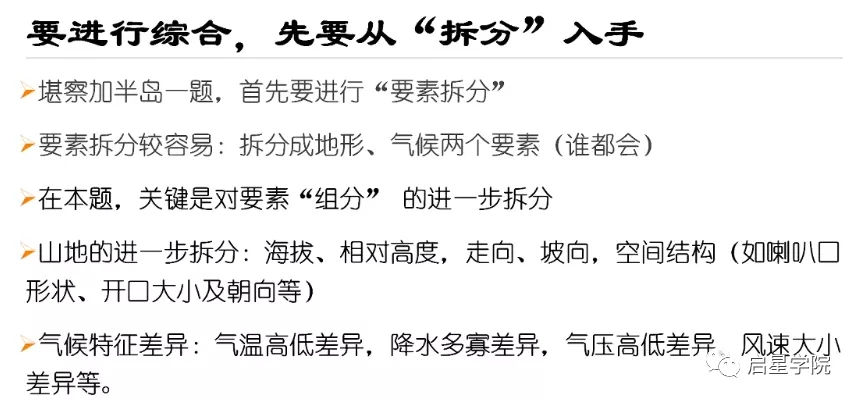 要进行综合，先要从“拆分”入手
堪察加半岛一题，首先要进行“要素拆分”
要素拆分较容易：拆分成地形、气候两个要素（谁都会）
在本题，关键是对要素“组分” 的进一步拆分
山地的进一步拆分：海拔、相对高度，走向、坡向，空间结构（如喇叭口
形状、开口大小及朝向等）
气候特征差异：气温高低差异，降水多寡差异，气压高低差异 风速大小
差异等。
启星学院